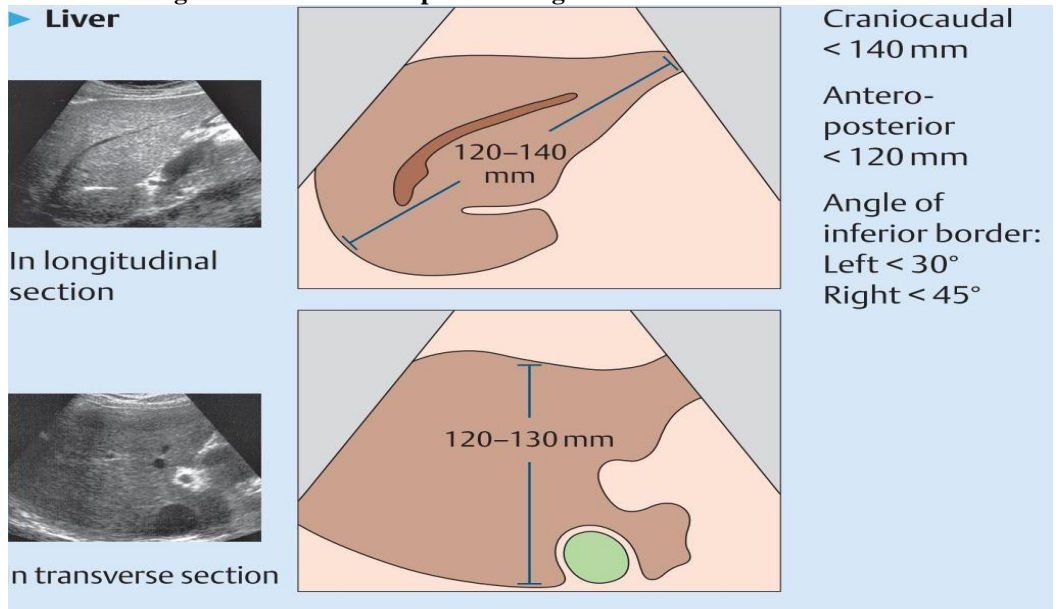 Liver
In longitudinal
section
120–140
mm
Craniocaudal
< 140 mm
Antero-
posterior
< 120 mm
Angle of
inferior border:
Left < 30°
Right < 45°
120–130 mm
n transverse section